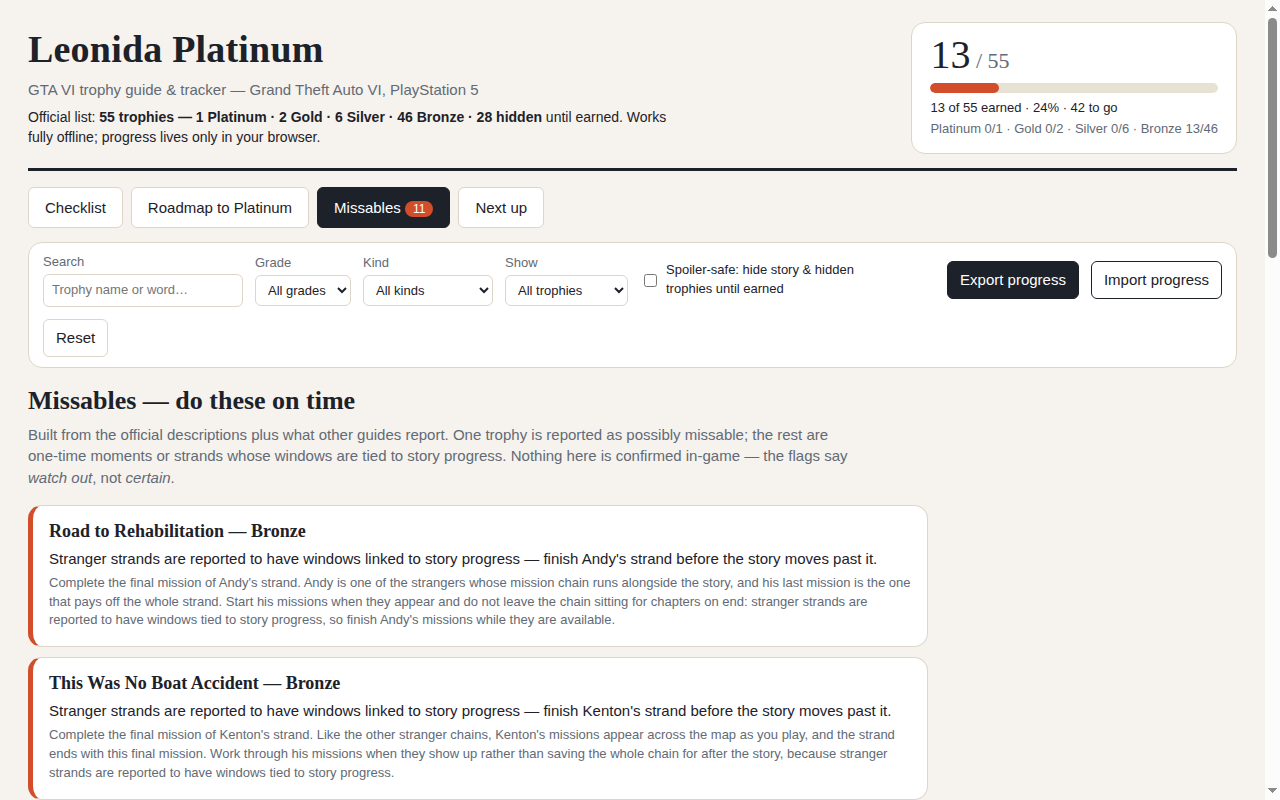 Leonida Platinum
GTA VI trophy guide & tracker — Grand Theft Auto VI, PlayStation 5
Official list: 55 trophies — 1 Platinum · 2 Gold · 6 Silver · 46 Bronze · 28 hidden until earned. Works
fully offline; progress lives only in your browser.
13 / 55
13 of 55 earned · 24% · 42 to go
Platinum 0/1 · Gold 0/2 · Silver 0/6 · Bronze 13/46
Checklist
Roadmap to Platinum
Missables 11
Next up
Search
Trophy name or word…
Grade
All grades
Kind
All kinds
Show
All trophies
Spoiler-safe: hide story & hidden
trophies until earned
Export progress
Import progress
Reset
Missables — do these on time
Built from the official descriptions plus what other guides report. One trophy is reported as possibly missable; the rest are
one-time moments or strands whose windows are tied to story progress. Nothing here is confirmed in-game — the flags say
watch out, not certain.
Road to Rehabilitation — Bronze
Stranger strands are reported to have windows linked to story progress — finish Andy's strand before the story moves past it.
Complete the final mission of Andy's strand. Andy is one of the strangers whose mission chain runs alongside the story, and his last mission is the one
that pays off the whole strand. Start his missions when they appear and do not leave the chain sitting for chapters on end: stranger strands are
reported to have windows tied to story progress, so finish Andy's missions while they are available.
This Was No Boat Accident — Bronze
Stranger strands are reported to have windows linked to story progress — finish Kenton's strand before the story moves past it.
Complete the final mission of Kenton's strand. Like the other stranger chains, Kenton's missions appear across the map as you play, and the strand
ends with this final mission. Work through his missions when they show up rather than saving the whole chain for after the story, because stranger
strands are reported to have windows tied to story progress.